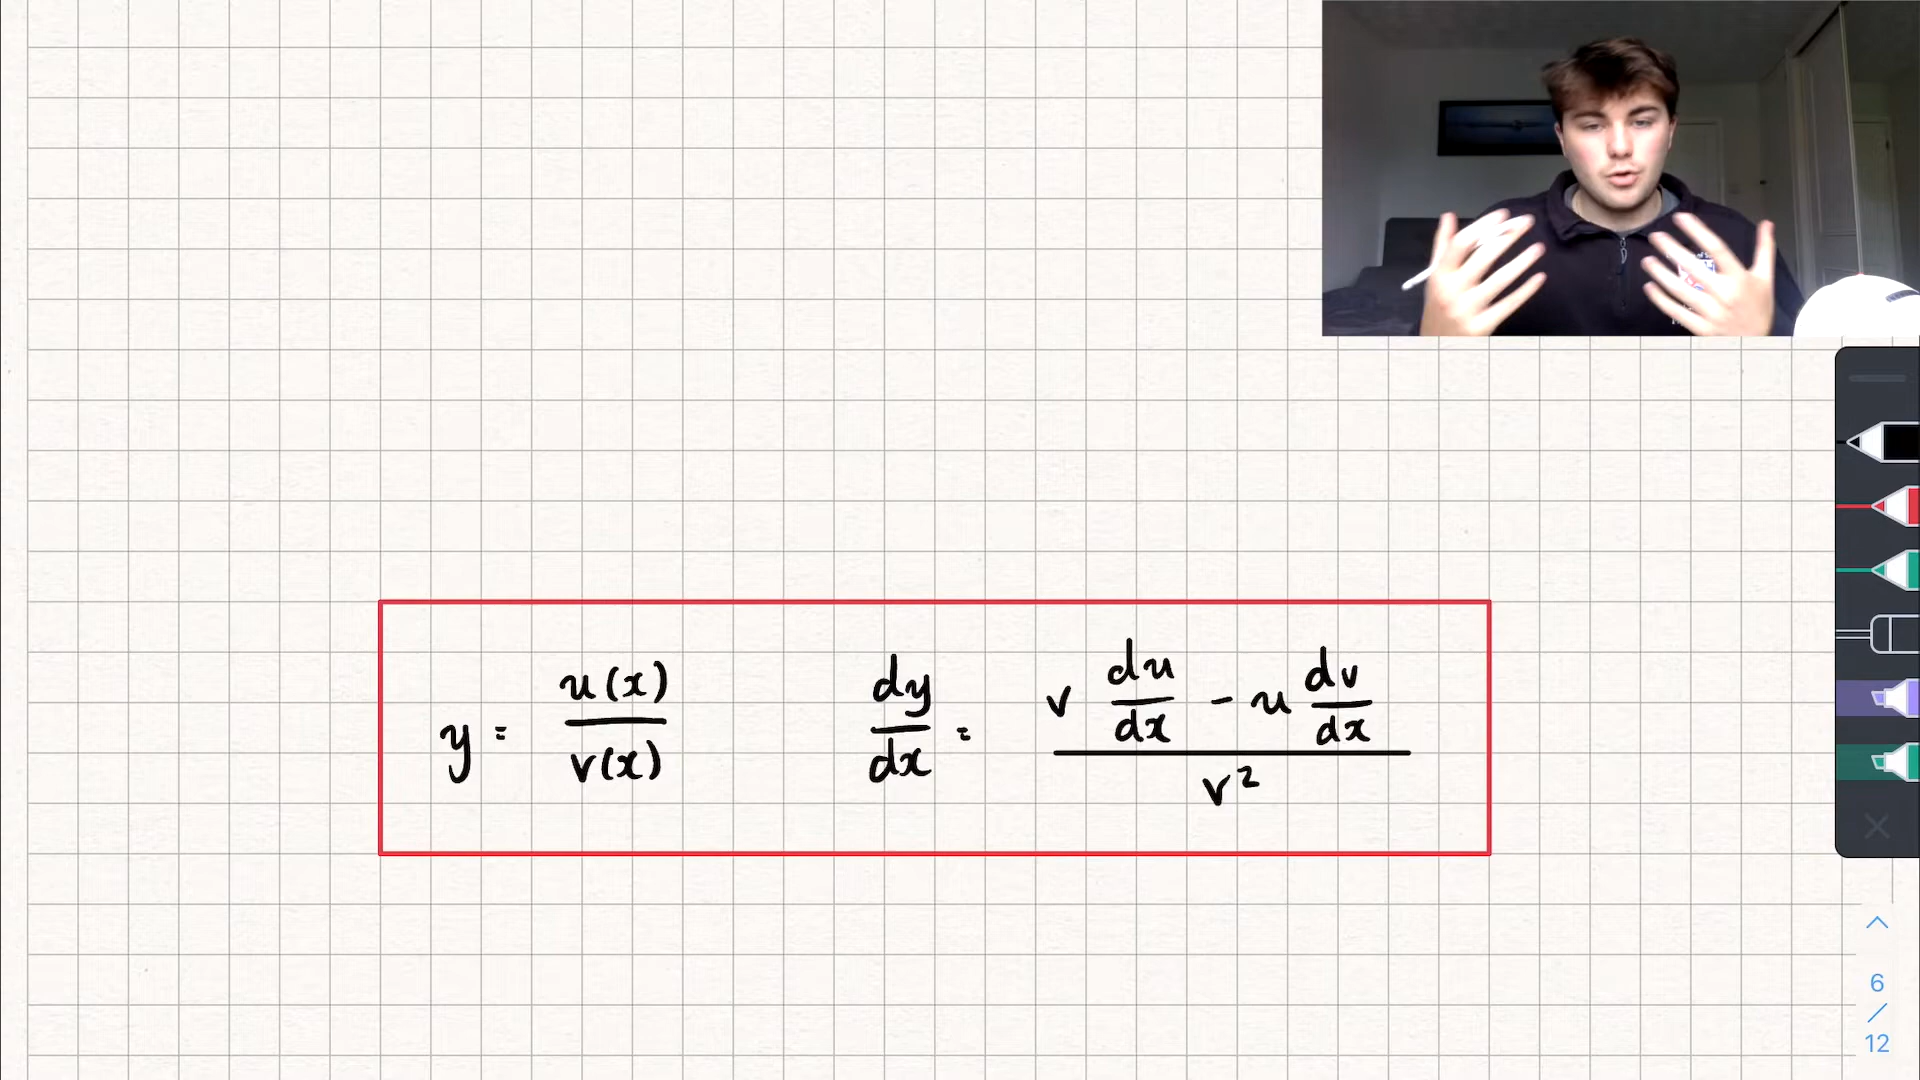 y = u(x) / v(x)
dy/dx = (v du/dx - u dv/dx) / v²
6
/
12